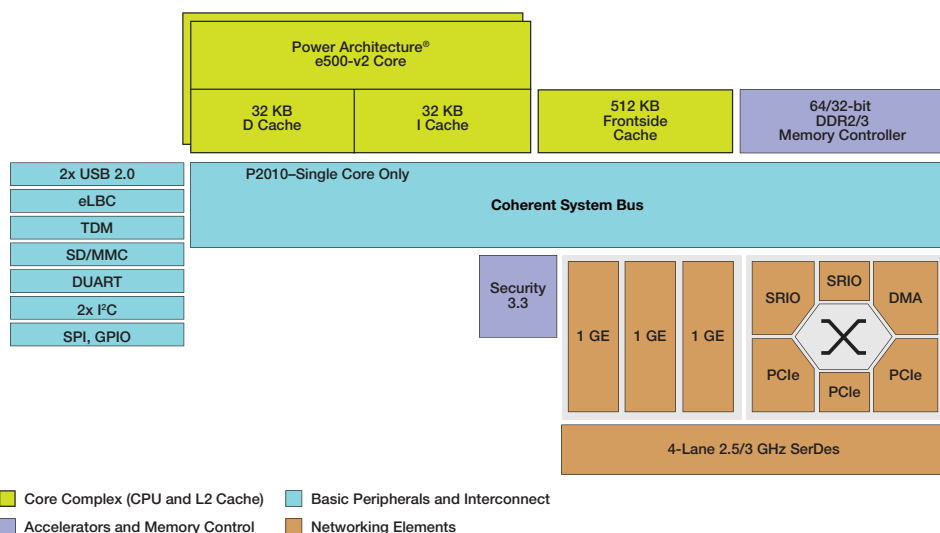 Power Architecture®
e500-v2 Core
32 KB
D Cache
32 KB
I Cache
512 KB
Frontside
Cache
64/32-bit
DDR2/3
Memory Controller
2x USB 2.0
eLBC
TDM
SD/MMC
DUART
2x I²C
SPI, GPIO
P2010–Single Core Only
Coherent System Bus
Security
3.3
1 GE
1 GE
1 GE
SRIO
SRIO
DMA
PCIe
PCIe
PCIe
4-Lane 2.5/3 GHz SerDes
Core Complex (CPU and L2 Cache)
Basic Peripherals and Interconnect
Accelerators and Memory Control
Networking Elements